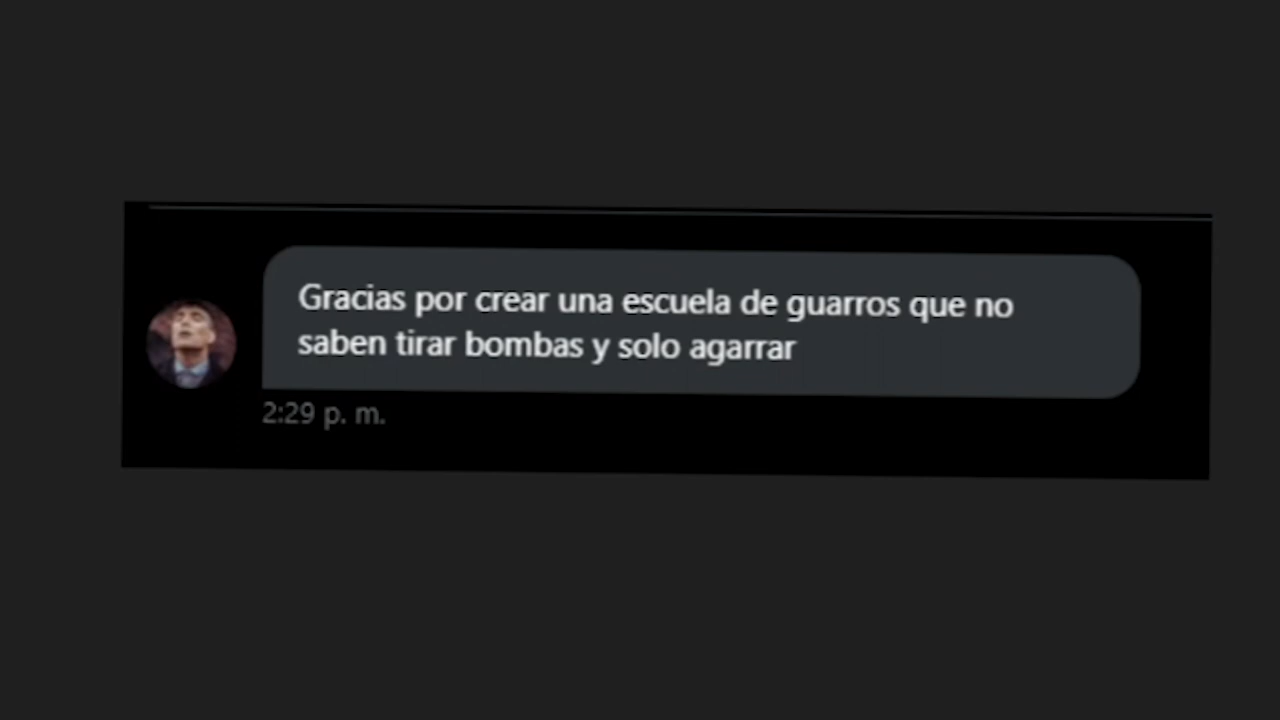 Gracias por crear una escuela de guarros que no
saben tirar bombas y solo agarrar
2:29 p. m.